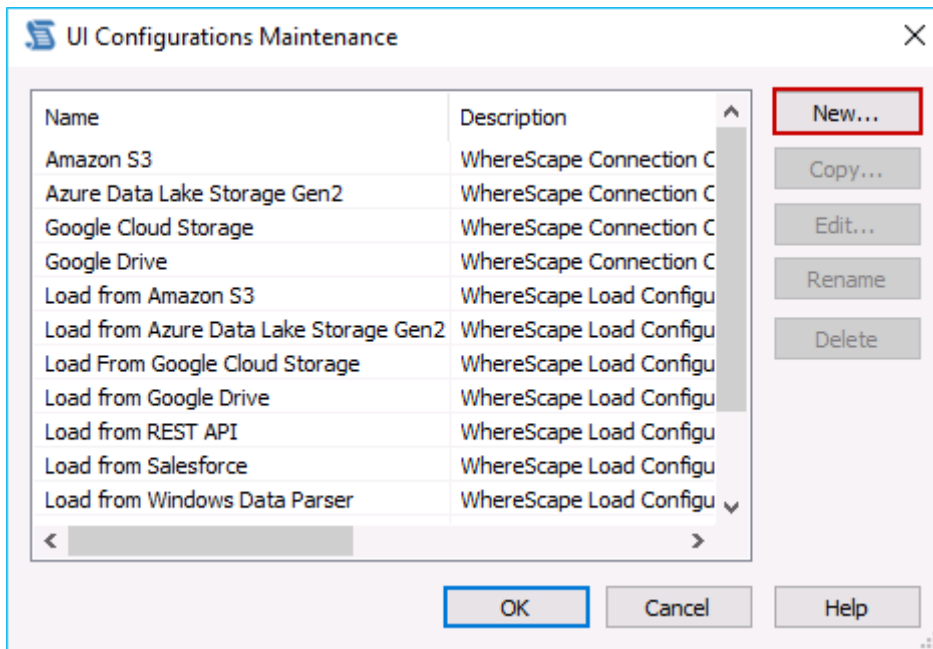 UI Configurations Maintenance
Name Description
Amazon S3 WhereScape Connection C
Azure Data Lake Storage Gen2 WhereScape Connection C
Google Cloud Storage WhereScape Connection C
Google Drive WhereScape Connection C
Load from Amazon S3 WhereScape Load Configu
Load from Azure Data Lake Storage Gen2 WhereScape Load Configu
Load From Google Cloud Storage WhereScape Load Configu
Load from Google Drive WhereScape Load Configu
Load from REST API WhereScape Load Configu
Load from Salesforce WhereScape Load Configu
Load from Windows Data Parser WhereScape Load Configu
New...
Copy...
Edit...
Rename
Delete
OK Cancel Help